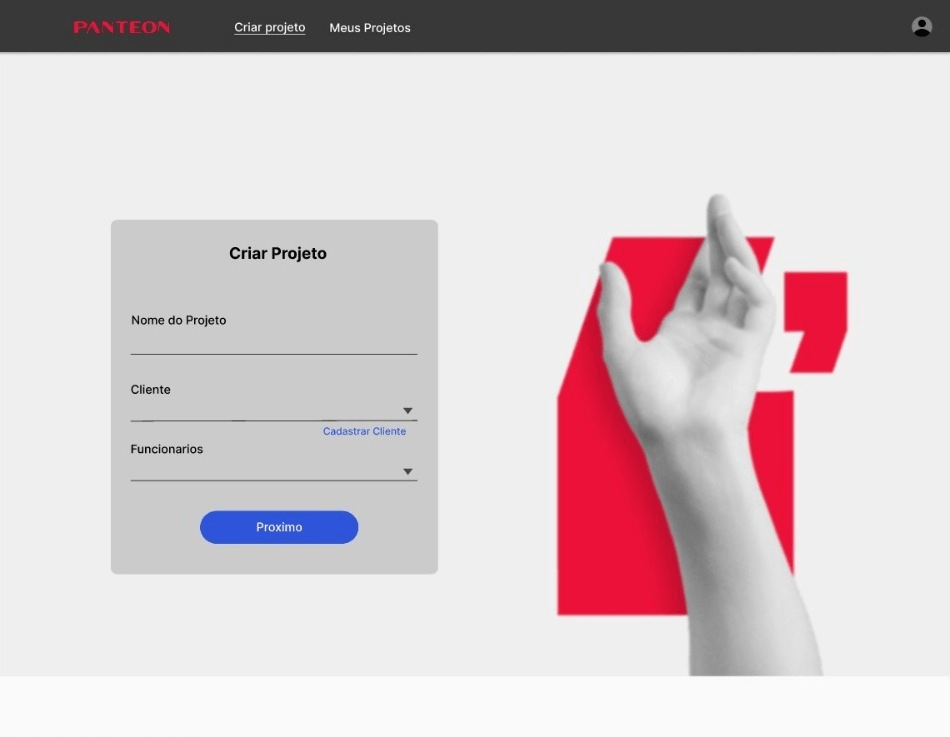 PANTEON
Criar projeto
Meus Projetos
Criar Projeto
Nome do Projeto
Cliente
Cadastrar Cliente
Funcionarios
Proximo